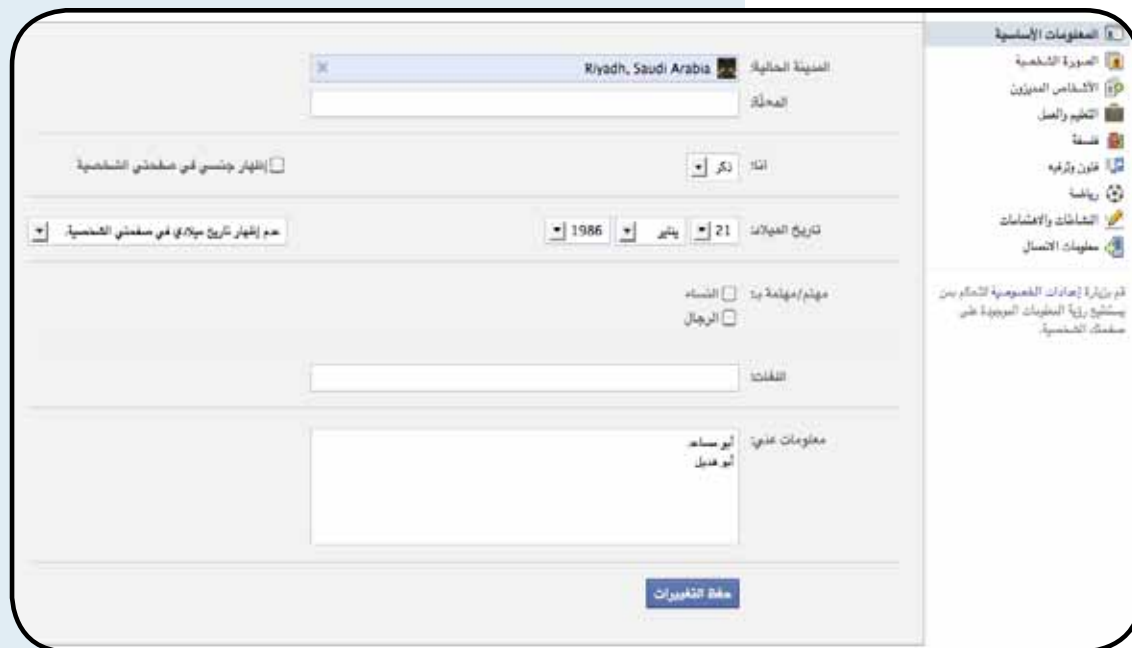 المعلومات الأساسية
الصورة الشخصية
الأشخاص المميزون
التعليم والعمل
فلسفة
فنون وترفيه
رياضة
النشاطات والاهتمامات
معلومات الاتصال
قم بزيارة إعدادات الخصوصية للتحكم بمن
يستطيع رؤية المعلومات الموجودة على
صفحتك الشخصية.
المدينة الحالية: Riyadh, Saudi Arabia
المحلّة:
أنا: ذكر إظهار جنسي في صفحتي الشخصية
تاريخ الميلاد: 21 يناير 1986 عدم إظهار تاريخ ميلادي في صفحتي الشخصية.
مهتم/مهتمة بـ: النساء
الرجال
اللغات:
معلومات عني: أبو مساعد
أبو هديل
حفظ التغييرات